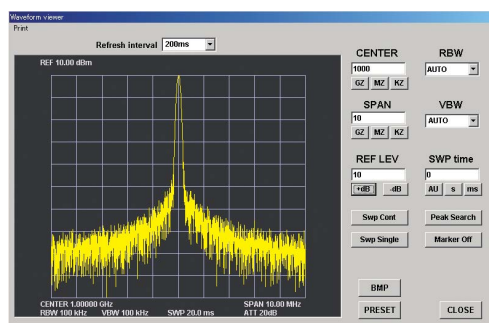 Waveform viewer
Print
Refresh interval 200ms
REF 10.00 dBm
CENTER 1.00000 GHz SPAN 10.00 MHz
RBW 100 kHz VBW 100 kHz SWP 20.0 ms ATT 20dB
CENTER RBW
1000 AUTO
GZ MZ KZ
SPAN VBW
10 AUTO
GZ MZ KZ
REF LEV SWP time
10 0
+dB -dB AU s ms
Swp Cont Peak Search
Swp Single Marker Off
BMP
PRESET CLOSE